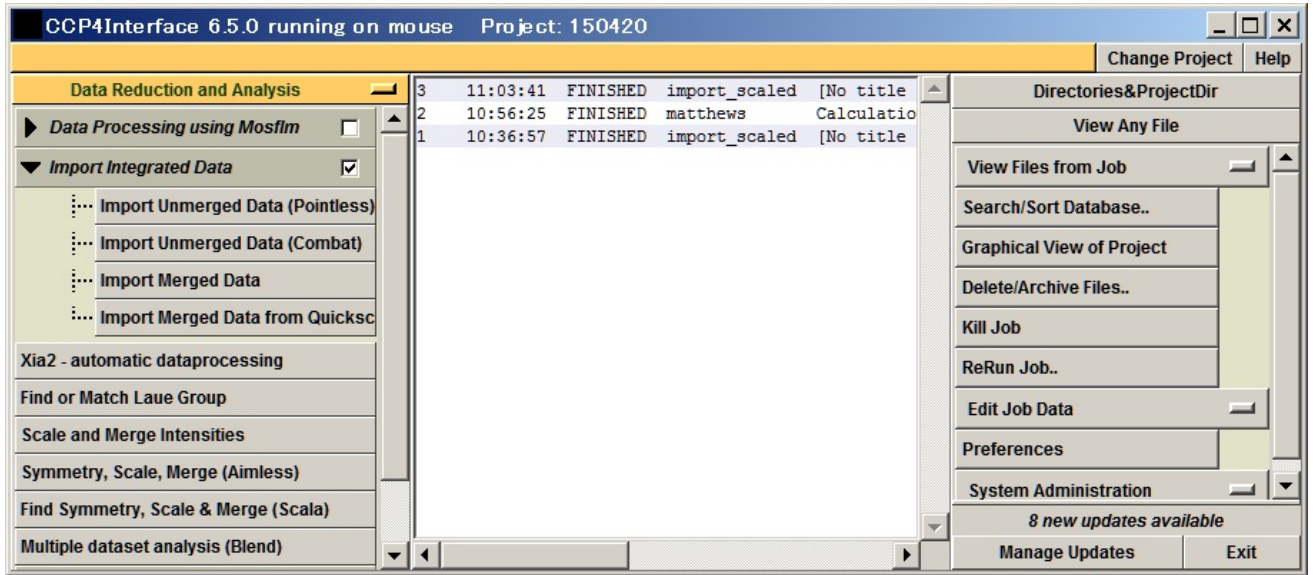 CCP4Interface 6.5.0 running on mouse Project: 150420
Change Project Help
Data Reduction and Analysis
Data Processing using Mosflm
Import Integrated Data
Import Unmerged Data (Pointless)
Import Unmerged Data (Combat)
Import Merged Data
Import Merged Data from Quicksc
Xia2 - automatic dataprocessing
Find or Match Laue Group
Scale and Merge Intensities
Symmetry, Scale, Merge (Aimless)
Find Symmetry, Scale & Merge (Scala)
Multiple dataset analysis (Blend)
3 11:03:41 FINISHED import_scaled [No title
2 10:56:25 FINISHED matthews Calculatio
1 10:36:57 FINISHED import_scaled [No title
Directories&ProjectDir
View Any File
View Files from Job
Search/Sort Database..
Graphical View of Project
Delete/Archive Files..
Kill Job
ReRun Job..
Edit Job Data
Preferences
System Administration
8 new updates available
Manage Updates Exit